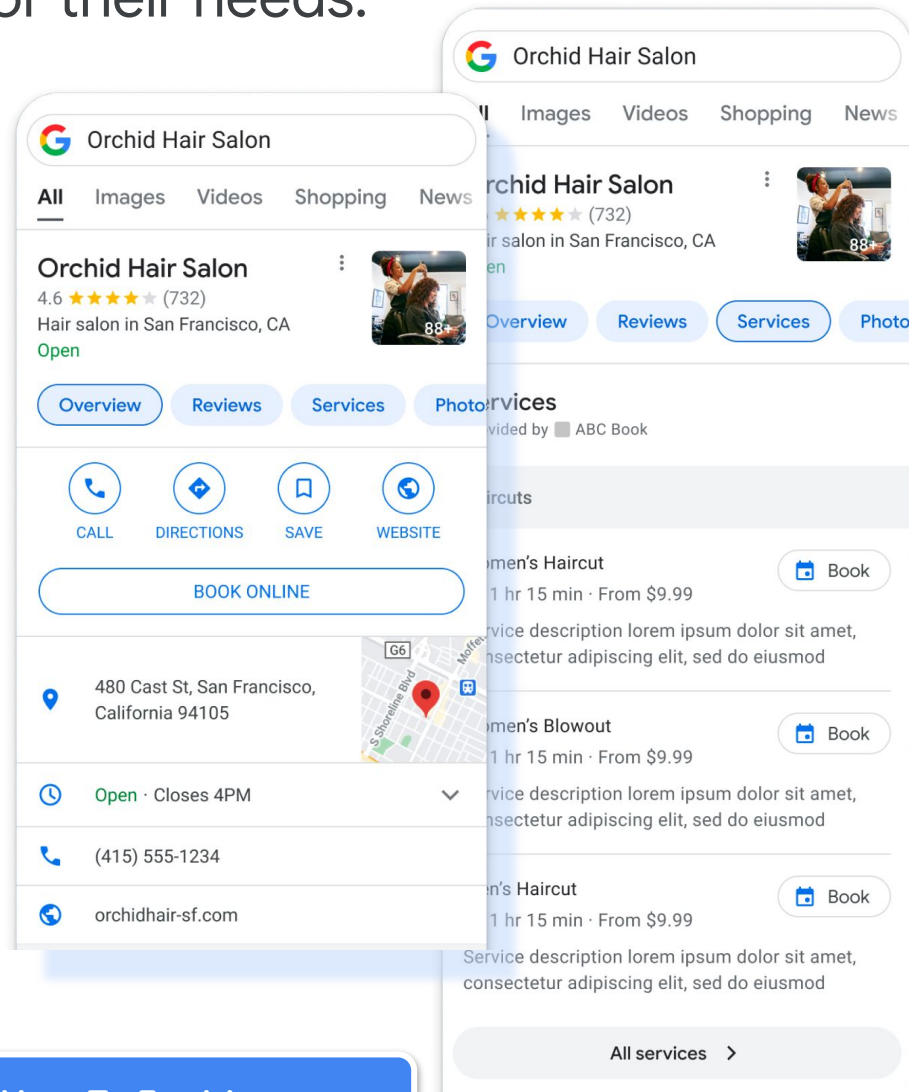 or their needs.
Orchid Hair Salon
All Images Videos Shopping News
Orchid Hair Salon
4.6 (732)
Hair salon in San Francisco, CA
Open
88+
Overview Reviews Services Photo
CALL DIRECTIONS SAVE WEBSITE
BOOK ONLINE
480 Cast St, San Francisco,
California 94105
G6
S Shoreline Blvd
Moffet
Open · Closes 4PM
(415) 555-1234
orchidhair-sf.com
Orchid Hair Salon
ll Images Videos Shopping News
rchid Hair Salon
(732)
ir salon in San Francisco, CA
en
88+
Overview Reviews Services Photo
ervices
vided by ABC Book
ircuts
omen's Haircut
Book
1 hr 15 min · From $9.99
rvice description lorem ipsum dolor sit amet,
nsectetur adipiscing elit, sed do eiusmod
omen's Blowout
Book
1 hr 15 min · From $9.99
rvice description lorem ipsum dolor sit amet,
nsectetur adipiscing elit, sed do eiusmod
en's Haircut
Book
1 hr 15 min · From $9.99
Service description lorem ipsum dolor sit amet,
consectetur adipiscing elit, sed do eiusmod
All services